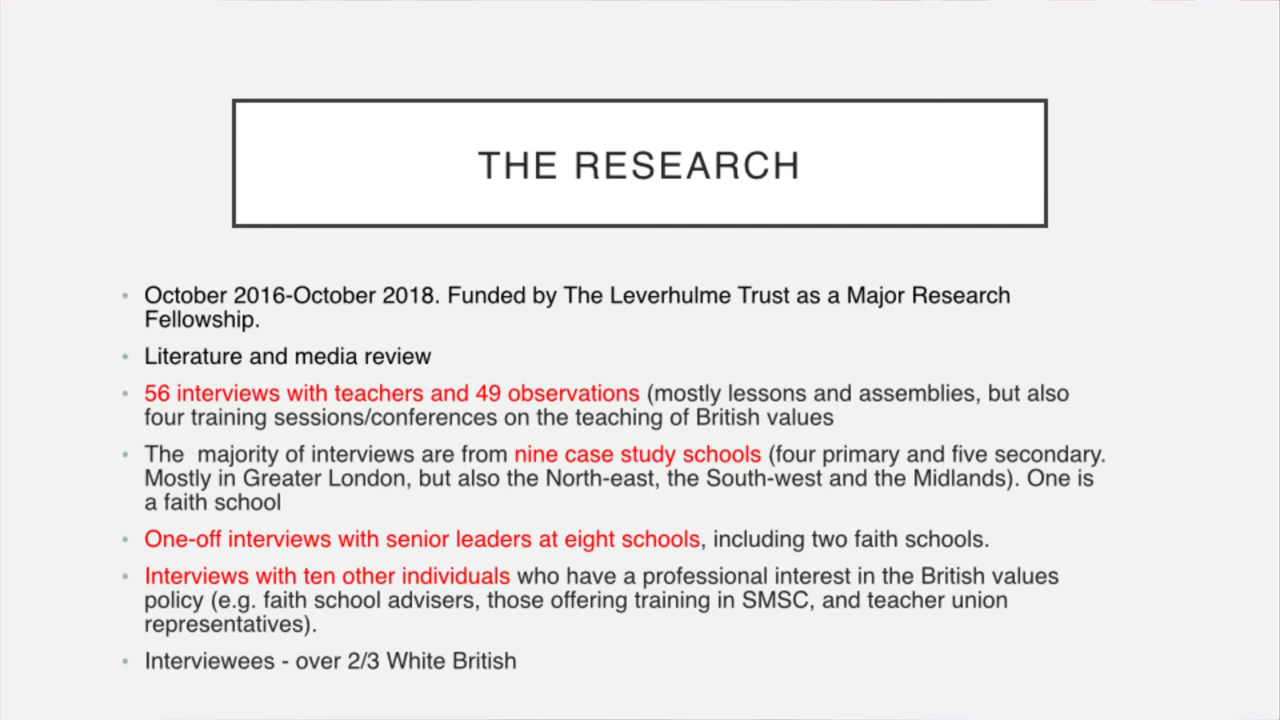 THE RESEARCH
• October 2016-October 2018. Funded by The Leverhulme Trust as a Major Research
Fellowship.
• Literature and media review
• 56 interviews with teachers and 49 observations (mostly lessons and assemblies, but also
four training sessions/conferences on the teaching of British values
• The  majority of interviews are from nine case study schools (four primary and five secondary.
Mostly in Greater London, but also the North-east, the South-west and the Midlands). One is
a faith school
• One-off interviews with senior leaders at eight schools, including two faith schools.
• Interviews with ten other individuals who have a professional interest in the British values
policy (e.g. faith school advisers, those offering training in SMSC, and teacher union
representatives).
• Interviewees - over 2/3 White British